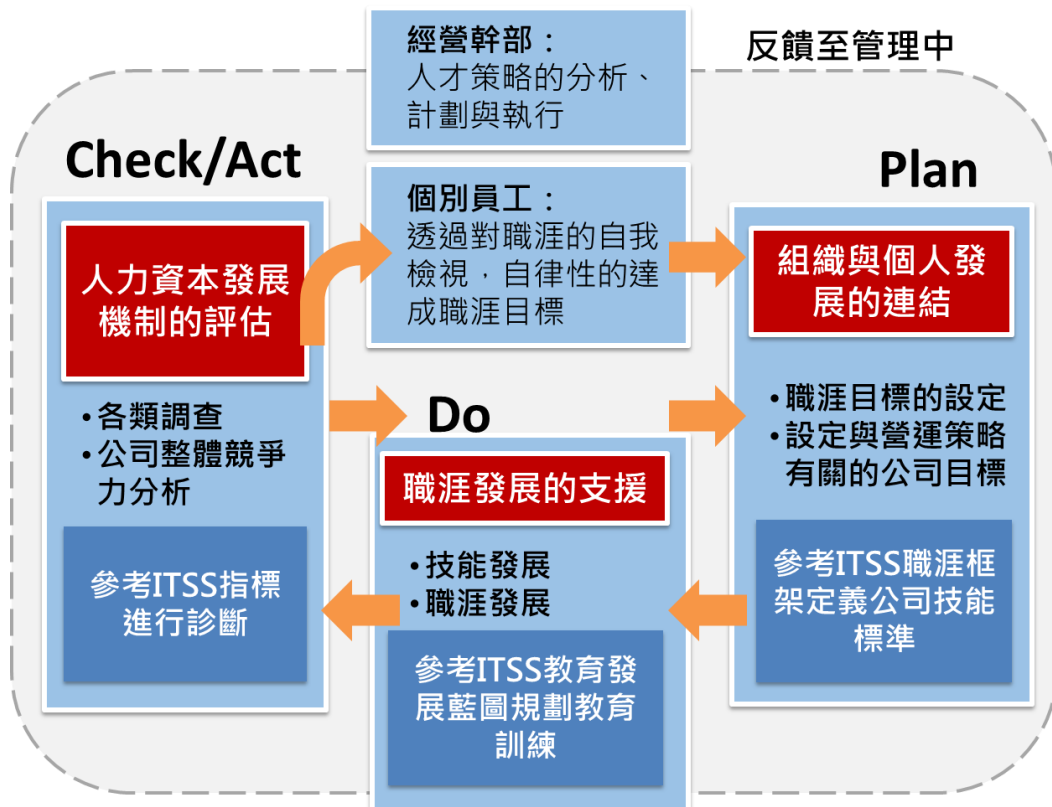 經營幹部：
人才策略的分析、
計劃與執行
反饋至管理中
Check/Act
人力資本發展
機制的評估
•各類調查
•公司整體競爭
力分析
參考ITSS指標
進行診斷
個別員工：
透過對職涯的自我
檢視，自律性的達
成職涯目標
Do
職涯發展的支援
•技能發展
•職涯發展
參考ITSS教育發
展藍圖規劃教育
訓練
Plan
組織與個人發
展的連結
•職涯目標的設定
•設定與營運策略
有關的公司目標
參考ITSS職涯框
架定義公司技能
標準